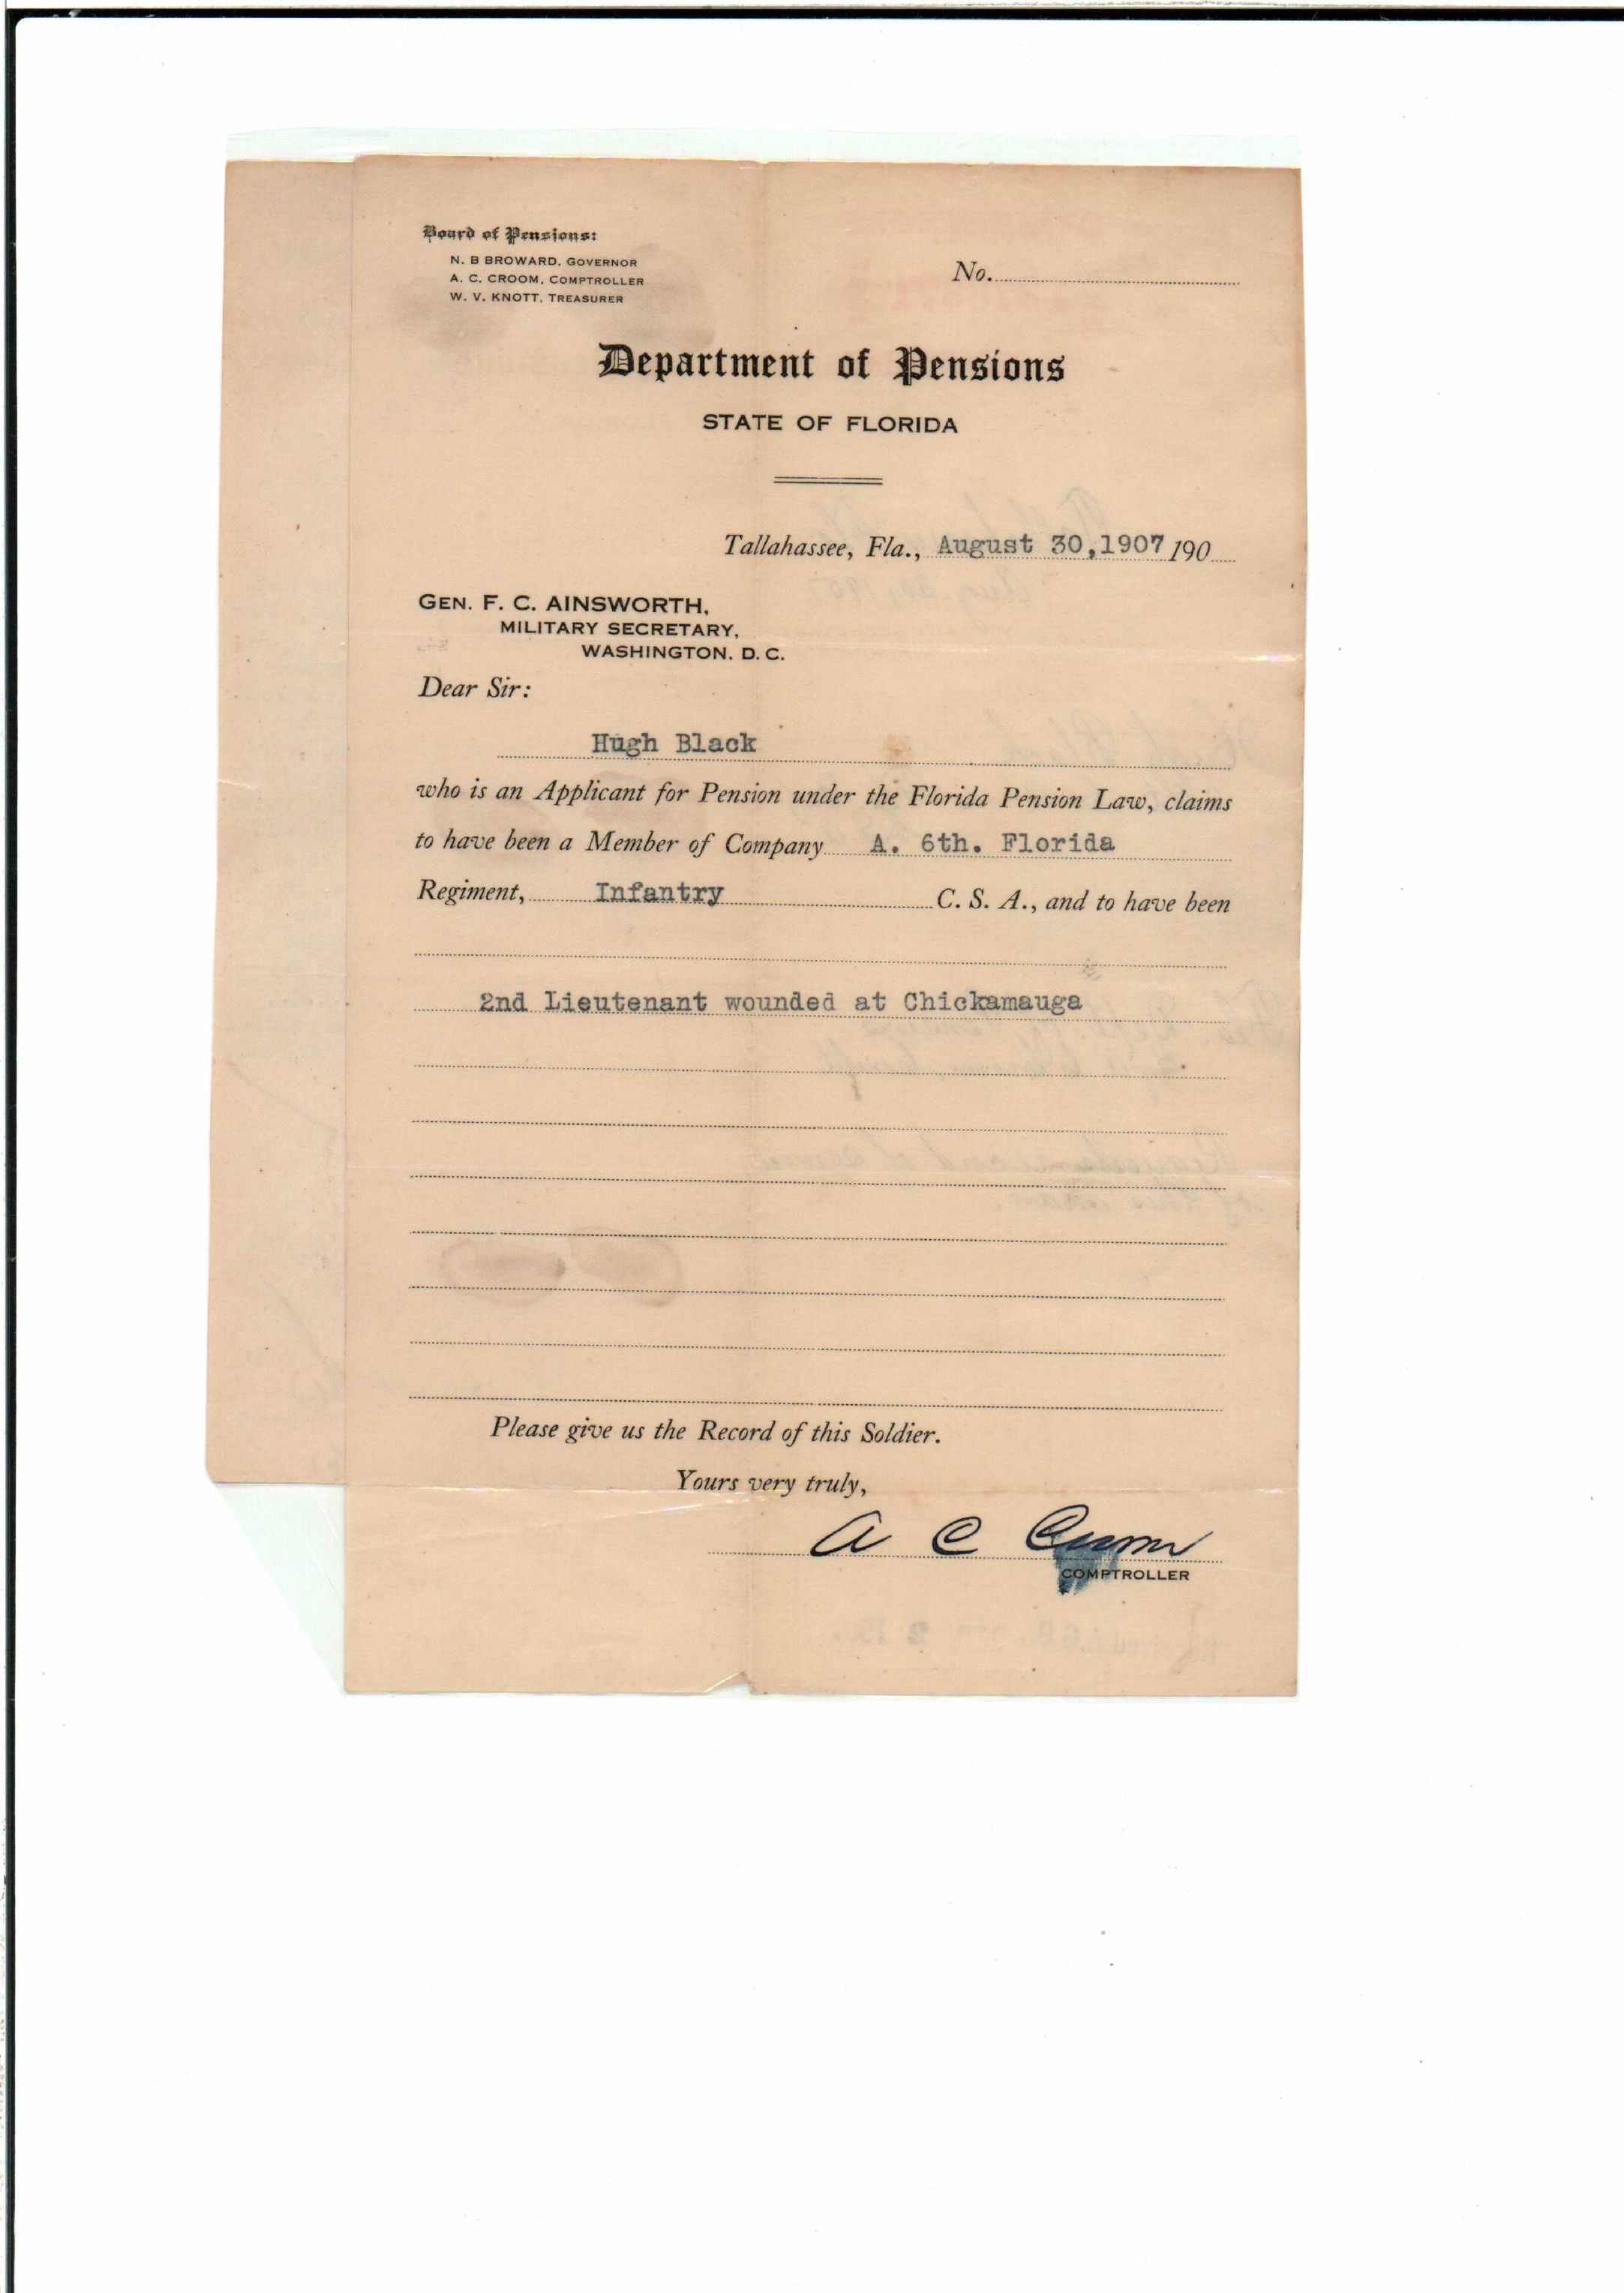 Board of Pensions:
N. B BROWARD, GOVERNOR
A. C. CROOM, COMPTROLLER
W. V. KNOTT, TREASURER
No.
Department of Pensions
STATE OF FLORIDA
Tallahassee, Fla., August 30,1907 190
GEN. F. C. AINSWORTH,
MILITARY SECRETARY,
WASHINGTON, D. C.
Dear Sir:
Hugh Black
who is an Applicant for Pension under the Florida Pension Law, claims
to have been a Member of Company A. 6th. Florida
Regiment, Infantry C. S. A., and to have been
2nd Lieutenant wounded at Chickamauga
Please give us the Record of this Soldier.
Yours very truly,
A C Croom
COMPTROLLER